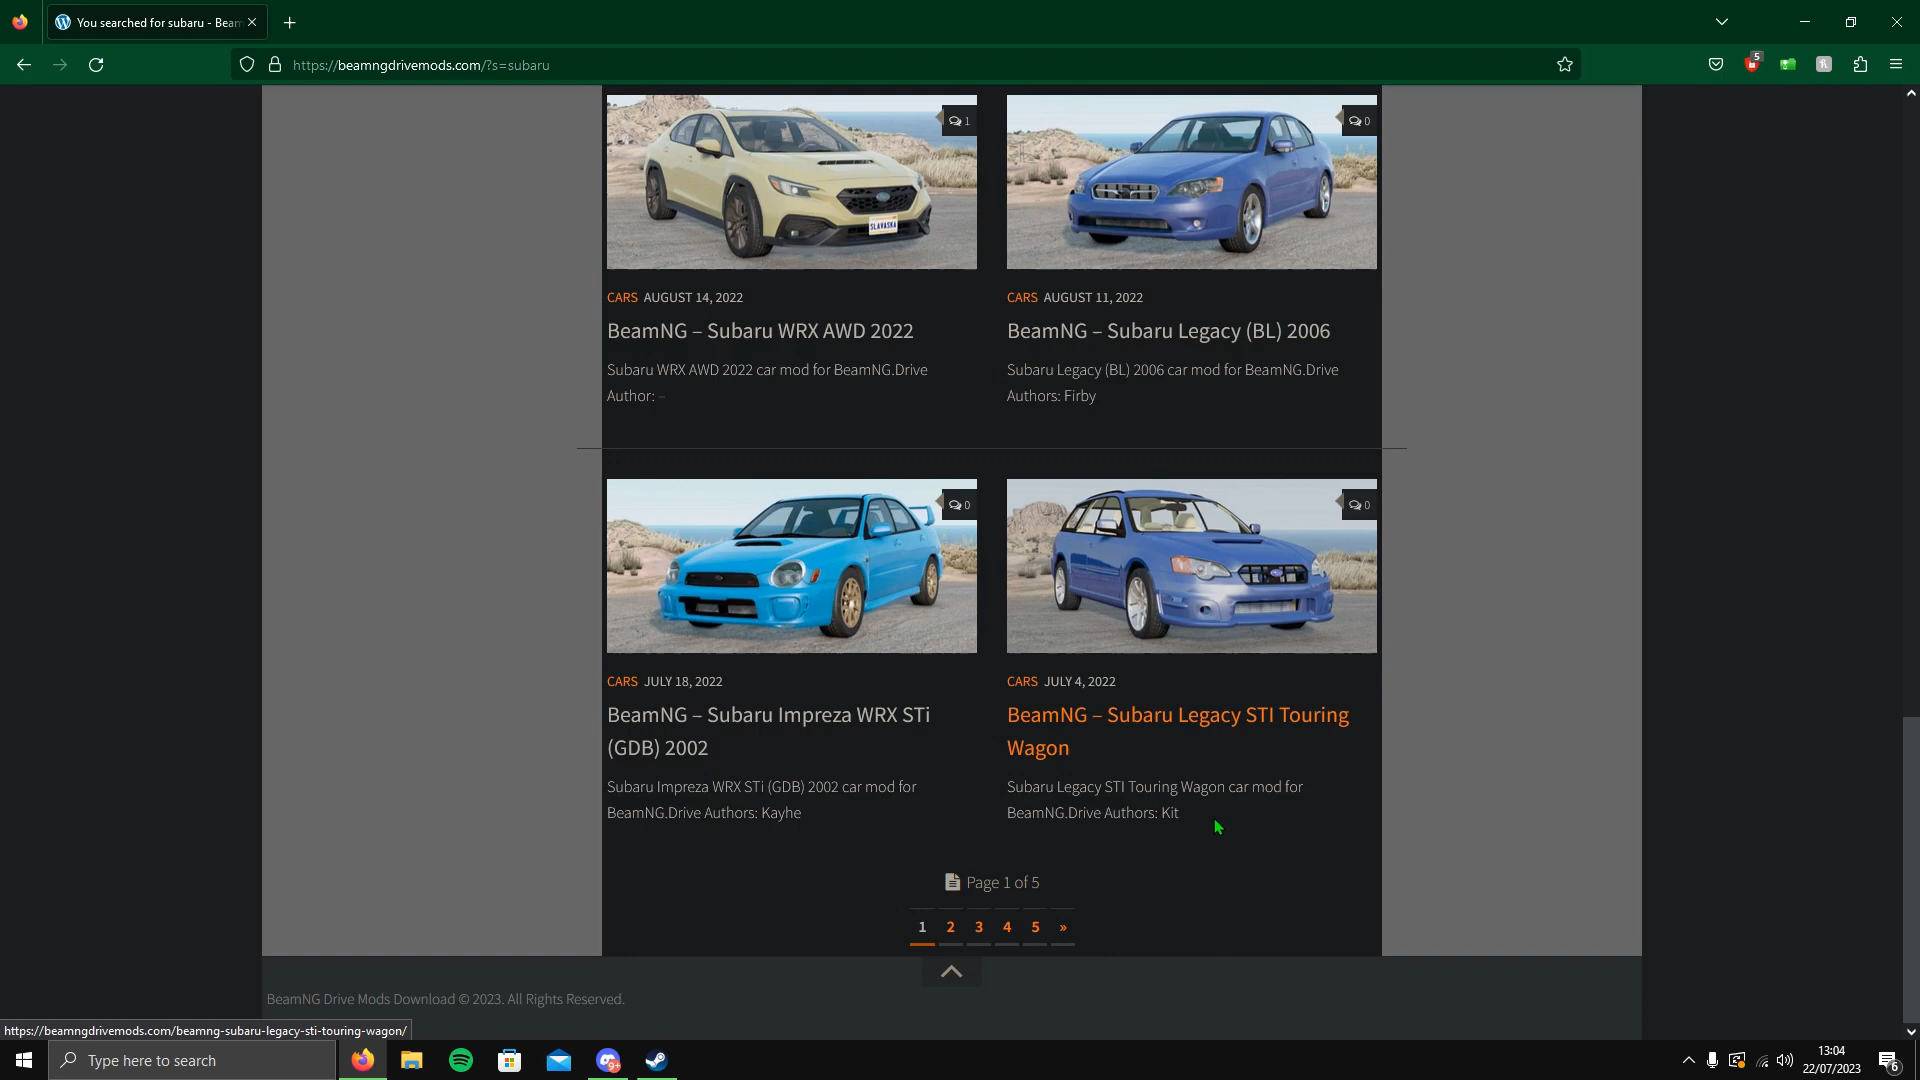 You searched for subaru - Beam
https://beamngdrivemods.com/?s=subaru
5
1
0
SLAVASKA
CARS AUGUST 14, 2022
BeamNG – Subaru WRX AWD 2022
Subaru WRX AWD 2022 car mod for BeamNG.Drive
Author: –
CARS AUGUST 11, 2022
BeamNG – Subaru Legacy (BL) 2006
Subaru Legacy (BL) 2006 car mod for BeamNG.Drive
Authors: Firby
0
0
CARS JULY 18, 2022
BeamNG – Subaru Impreza WRX STi
(GDB) 2002
Subaru Impreza WRX STi (GDB) 2002 car mod for
BeamNG.Drive Authors: Kayhe
CARS JULY 4, 2022
BeamNG – Subaru Legacy STI Touring
Wagon
Subaru Legacy STI Touring Wagon car mod for
BeamNG.Drive Authors: Kit
Page 1 of 5
1 2 3 4 5 »
BeamNG Drive Mods Download © 2023. All Rights Reserved.
https://beamngdrivemods.com/beamng-subaru-legacy-sti-touring-wagon/
Type here to search
9+
13:04
22/07/2023
6